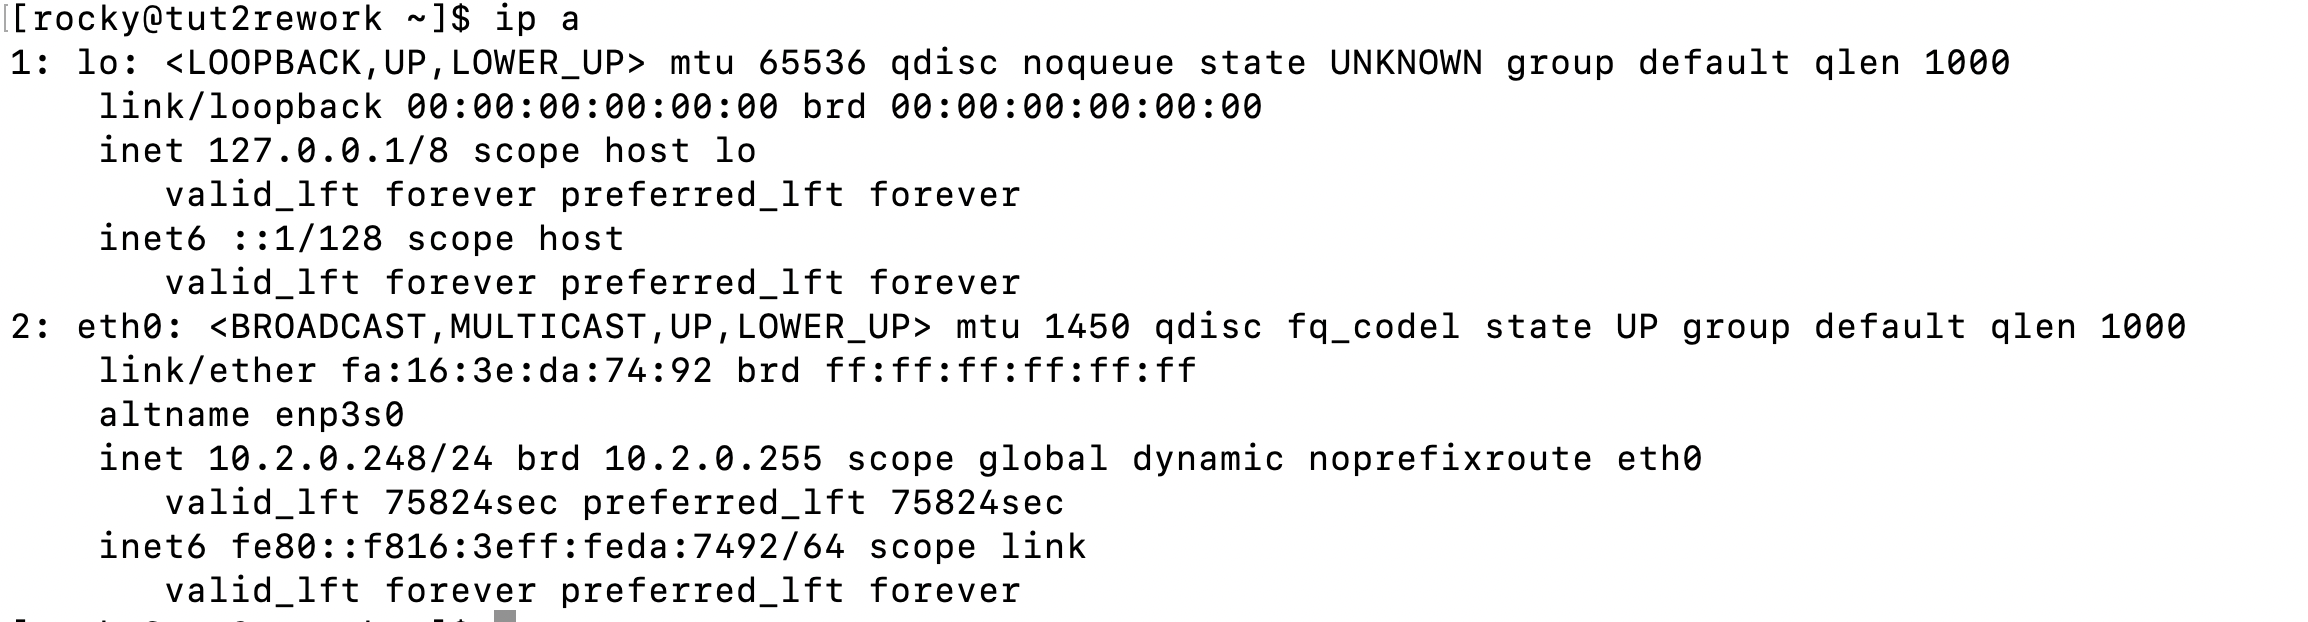 [rocky@tut2rework ~]$ ip a
1: lo: <LOOPBACK,UP,LOWER_UP> mtu 65536 qdisc noqueue state UNKNOWN group default qlen 1000
    link/loopback 00:00:00:00:00:00 brd 00:00:00:00:00:00
    inet 127.0.0.1/8 scope host lo
       valid_lft forever preferred_lft forever
    inet6 ::1/128 scope host
       valid_lft forever preferred_lft forever
2: eth0: <BROADCAST,MULTICAST,UP,LOWER_UP> mtu 1450 qdisc fq_codel state UP group default qlen 1000
    link/ether fa:16:3e:da:74:92 brd ff:ff:ff:ff:ff:ff
    altname enp3s0
    inet 10.2.0.248/24 brd 10.2.0.255 scope global dynamic noprefixroute eth0
       valid_lft 75824sec preferred_lft 75824sec
    inet6 fe80::f816:3eff:feda:7492/64 scope link
       valid_lft forever preferred_lft forever